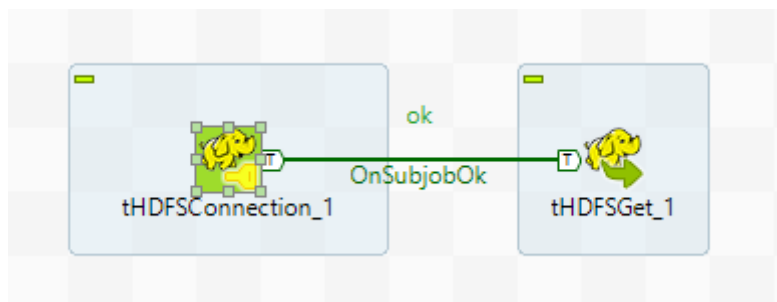 ok
T
T
OnSubjobOk
tHDFSConnection_1
tHDFSGet_1